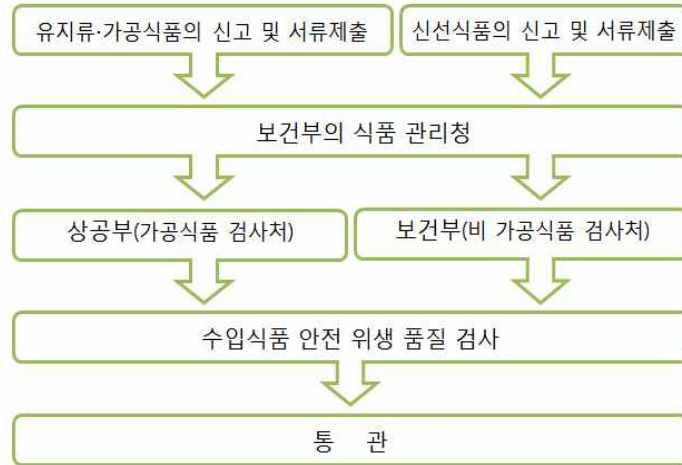 유지류·가공식품의 신고 및 서류제출
신선식품의 신고 및 서류제출
보건부의 식품 관리청
상공부(가공식품 검사처)
보건부(비 가공식품 검사처)
수입식품 안전 위생 품질 검사
통 관